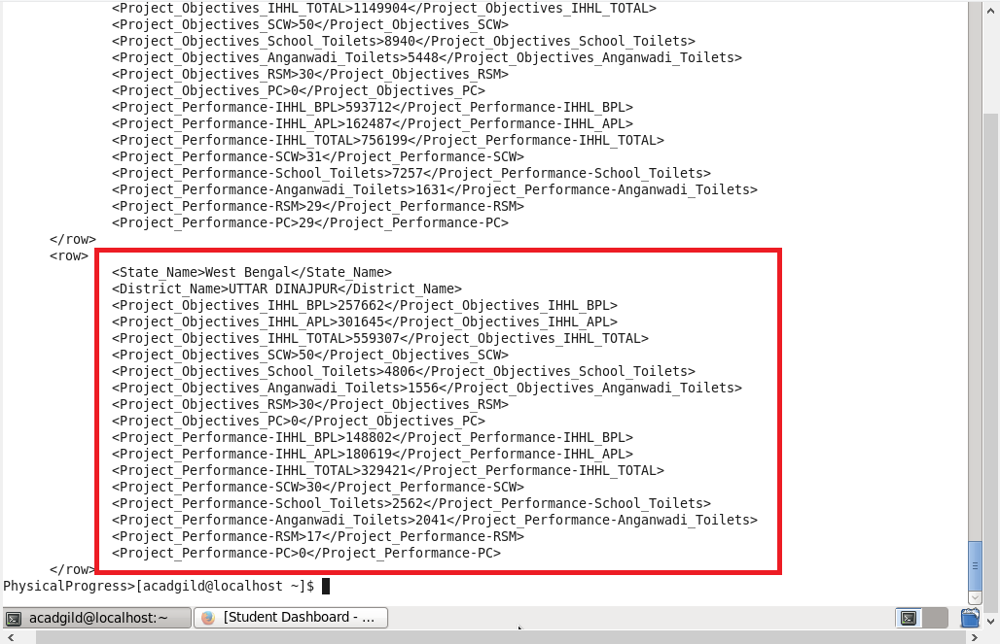 <Project_Objectives_IHHL_TOTAL>1149904</Project_Objectives_IHHL_TOTAL>
<Project_Objectives_SCW>50</Project_Objectives_SCW>
<Project_Objectives_School_Toilets>8940</Project_Objectives_School_Toilets>
<Project_Objectives_Anganwadi_Toilets>5448</Project_Objectives_Anganwadi_Toilets>
<Project_Objectives_RSM>30</Project_Objectives_RSM>
<Project_Objectives_PC>0</Project_Objectives_PC>
<Project_Performance-IHHL_BPL>593712</Project_Performance-IHHL_BPL>
<Project_Performance-IHHL_APL>162487</Project_Performance-IHHL_APL>
<Project_Performance-IHHL_TOTAL>756199</Project_Performance-IHHL_TOTAL>
<Project_Performance-SCW>31</Project_Performance-SCW>
<Project_Performance-School_Toilets>7257</Project_Performance-School_Toilets>
<Project_Performance-Anganwadi_Toilets>1631</Project_Performance-Anganwadi_Toilets>
<Project_Performance-RSM>29</Project_Performance-RSM>
<Project_Performance-PC>29</Project_Performance-PC>
</row>
<row>
<State_Name>West Bengal</State_Name>
<District_Name>UTTAR DINAJPUR</District_Name>
<Project_Objectives_IHHL_BPL>257662</Project_Objectives_IHHL_BPL>
<Project_Objectives_IHHL_APL>301645</Project_Objectives_IHHL_APL>
<Project_Objectives_IHHL_TOTAL>559307</Project_Objectives_IHHL_TOTAL>
<Project_Objectives_SCW>50</Project_Objectives_SCW>
<Project_Objectives_School_Toilets>4806</Project_Objectives_School_Toilets>
<Project_Objectives_Anganwadi_Toilets>1556</Project_Objectives_Anganwadi_Toilets>
<Project_Objectives_RSM>30</Project_Objectives_RSM>
<Project_Objectives_PC>0</Project_Objectives_PC>
<Project_Performance-IHHL_BPL>148802</Project_Performance-IHHL_BPL>
<Project_Performance-IHHL_APL>180619</Project_Performance-IHHL_APL>
<Project_Performance-IHHL_TOTAL>329421</Project_Performance-IHHL_TOTAL>
<Project_Performance-SCW>30</Project_Performance-SCW>
<Project_Performance-School_Toilets>2562</Project_Performance-School_Toilets>
<Project_Performance-Anganwadi_Toilets>2041</Project_Performance-Anganwadi_Toilets>
<Project_Performance-RSM>17</Project_Performance-RSM>
<Project_Performance-PC>0</Project_Performance-PC>
</row>
PhysicalProgress>[acadgild@localhost ~]$
acadgild@localhost:~
[Student Dashboard - ...